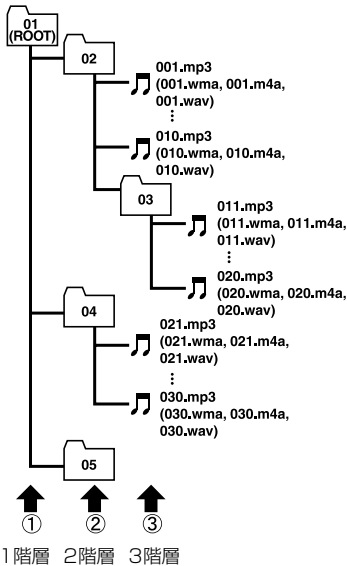 01
(ROOT)
02
001.mp3
(001.wma, 001.m4a,
001.wav)
010.mp3
(010.wma, 010.m4a,
010.wav)
03
011.mp3
(011.wma, 011.m4a,
011.wav)
020.mp3
(020.wma, 020.m4a,
020.wav)
04
021.mp3
(021.wma, 021.m4a,
021.wav)
030.mp3
(030.wma, 030.m4a,
030.wav)
05
① ② ③
1階層 2階層 3階層